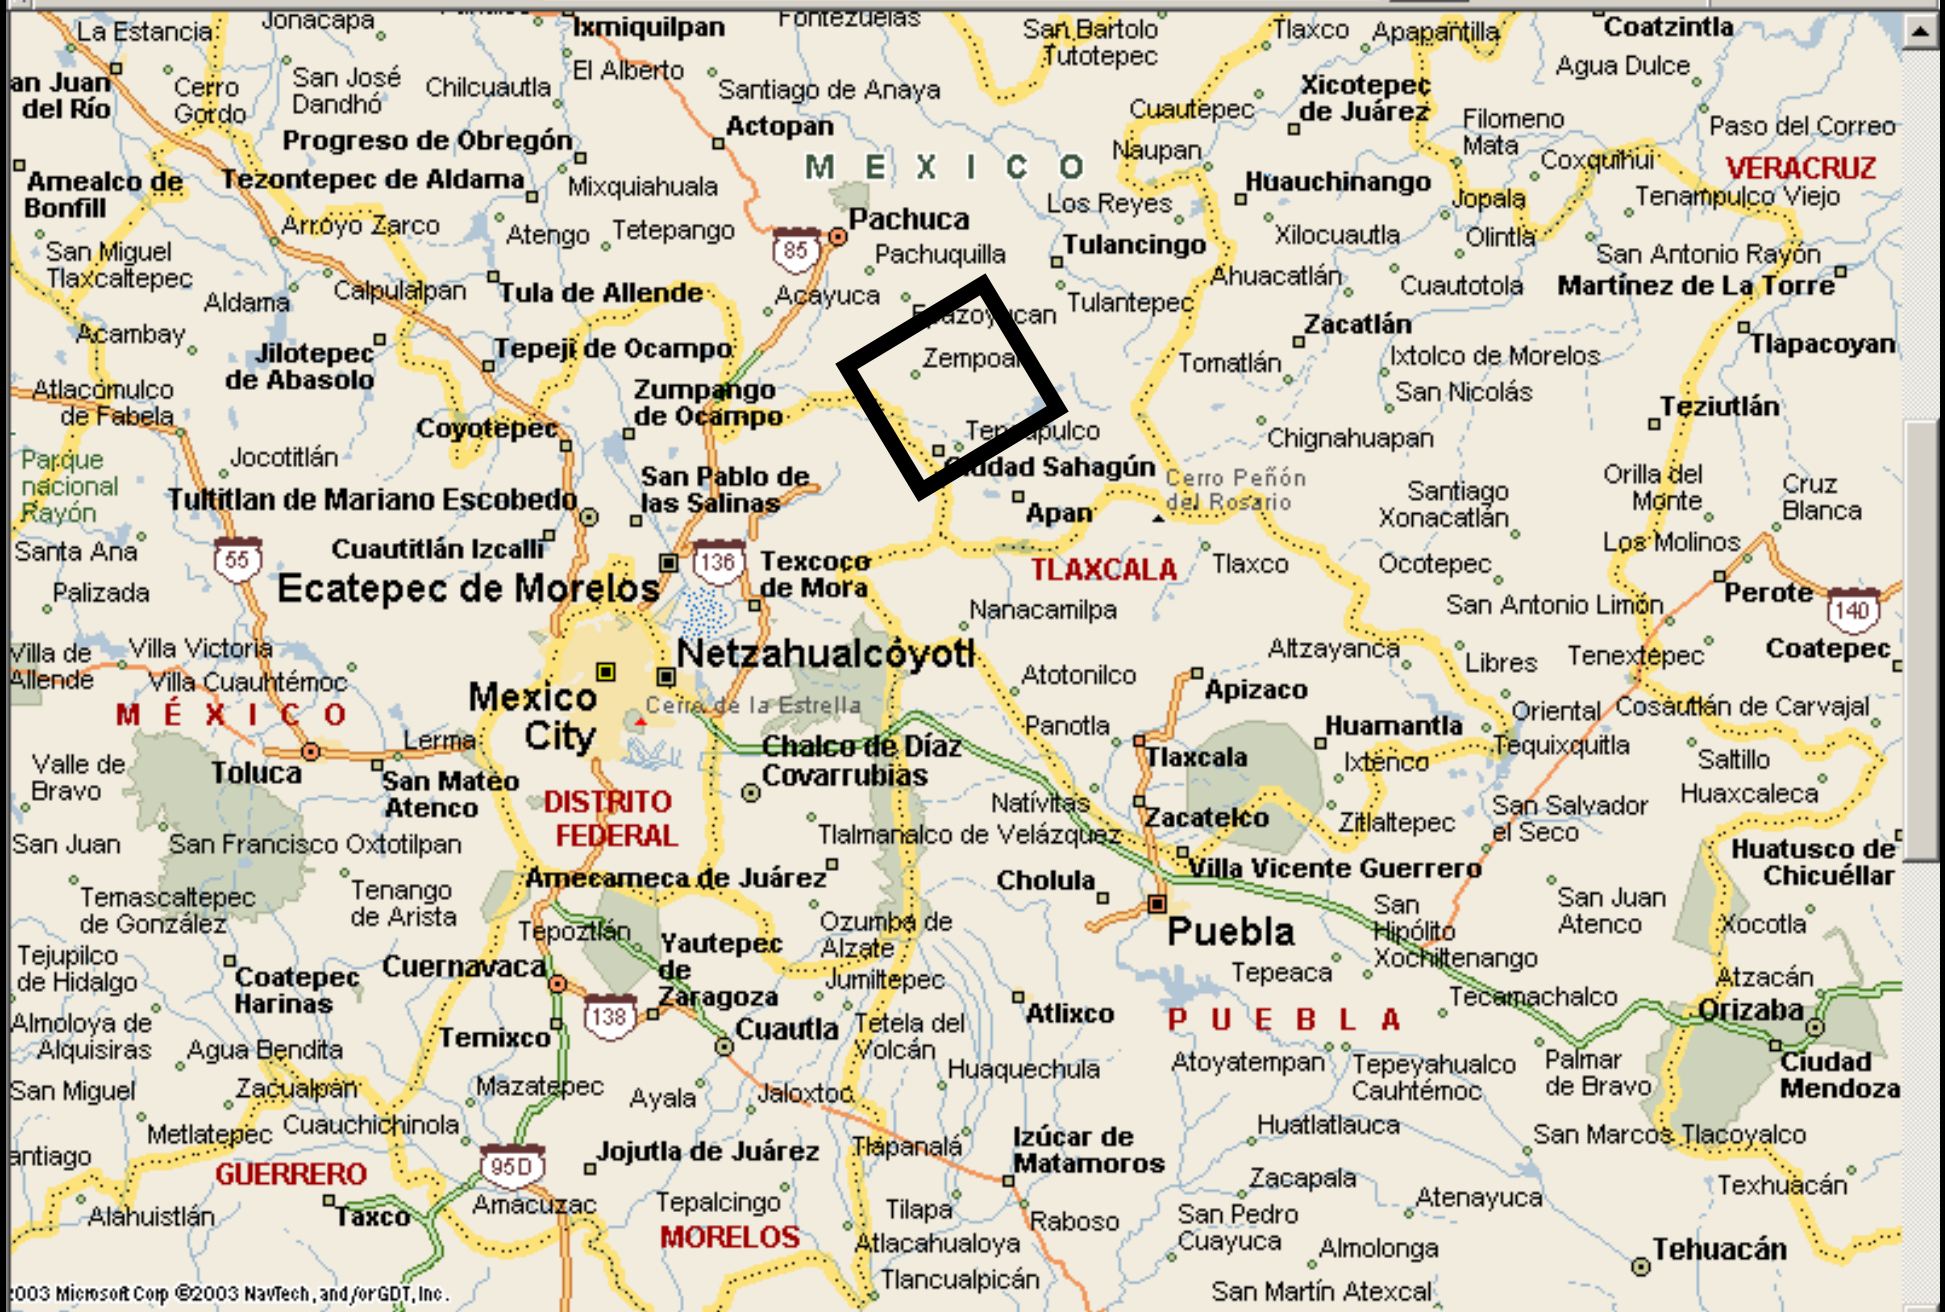 La Estancia
Jonacapa
Ixmiquilpan
Fontezuelas
San Bartolo
Tutotepec
Tlaxco
Apapantilla
Coatzintla
an Juan
del Río
Cerro
Gordo
San José
Dandhó
Chilcuautla
El Alberto
Santiago de Anaya
Cuautepec
Xicotepec
de Juárez
Agua Dulce
Filomeno
Mata
Paso del Correo
Progreso de Obregón
Actopan
M E X I C O
Naupan
Coxquihui
VERACRUZ
Amealco de
Bonfill
Tezontepec de Aldama
Mixquiahuala
Los Reyes
Huauchinango
Jopala
Tenampulco Viejo
San Miguel
Tlaxcaltepec
Arroyo Zarco
Atengo
Tetepango
85
Pachuca
Pachuquilla
Tulancingo
Xilocuautla
Olintla
San Antonio Rayón
Aldama
Calpulalpan
Tula de Allende
Acayuca
Tulantepec
Ahuacatlán
Cuautotola
Martínez de La Torre
Acambay
Jilotepec
de Abasolo
Tepeji de Ocampo
Zacatlán
Tlapacoyan
Atlacomulco
de Fabela
Zumpango
de Ocampo
Tomatlán
Ixtolco de Morelos
San Nicolás
Coyotepec
Teziutlán
Parque
nacional
Rayón
Jocotitlán
San Pablo de
las Salinas
Ciudad Sahagún
Chignahuapan
Tultitlan de Mariano Escobedo
Apan
Cerro Peñón
del Rosario
Santiago
Xonacatlán
Orilla del
Monte
Cruz
Blanca
Santa Ana
55
Cuautitlán Izcalli
136
Texcoco
de Mora
TLAXCALA
Tlaxco
Ocotepec
Los Molinos
Palizada
Ecatepec de Morelos
Nanacamilpa
San Antonio Limón
Perote
140
Villa de
Allende
Villa Victoria
Villa Cuauhtémoc
Netzahualcóyotl
Altzayanca
Libres
Tenextepec
Coatepec
M É X I C O
Mexico
City
Cerro de la Estrella
Atotonilco
Apizaco
Oriental
Cosautlán de Carvajal
Lerma
Panotla
Huamantla
Tequixquitla
Valle de
Bravo
Toluca
San Mateo
Atenco
Chalco de Díaz
Covarrubias
Tlaxcala
Ixtenco
Saltillo
DISTRITO
FEDERAL
Natívitas
Zacatelco
Zitlaltepec
San Salvador
el Seco
Huaxcaleca
San Juan
San Francisco Oxtotilpan
Tlalmanalco de Velázquez
Temascaltepec
de González
Tenango
de Arista
Amecameca de Juárez
Cholula
Villa Vicente Guerrero
San Juan
Atenco
Huatusco de
Chicuéllar
Tepoztlán
Ozumba de
Alzate
Puebla
San
Hipólito
Xochiltenango
Xocotla
Tejupilco
de Hidalgo
Coatepec
Harinas
Cuernavaca
Yautepec
de
Zaragoza
Jumiltepec
Tepeaca
Atzacán
138
Atlixco
P U E B L A
Tecamachalco
Orizaba
Almoloya de
Alquisiras
Agua Bendita
Temixco
Cuautla
Tetela del
Volcán
Huaquechula
Atoyatempan
Tepeyahualco
Cauhtémoc
Palmar
de Bravo
Ciudad
Mendoza
San Miguel
Zacualpán
Mazatepec
Ayala
Jaloxtoc
Metlatepec
Cuauchichinola
Huatlatlauca
San Marcos Tlacoyalco
antiago
GUERRERO
95D
Jojutla de Juárez
Tlapanalá
Izúcar de
Matamoros
Zacapala
Texhuacán
Alahuistlán
Taxco
Amacuzac
Tepalcingo
Tilapa
Raboso
San Pedro
Cuayuca
Atenayuca
MORELOS
Atlacahualoya
Almolonga
Tehuacán
Tlancualpicán
San Martín Atexcal
2003 Microsoft Corp ©2003 NavTech, and/or GDT, Inc.